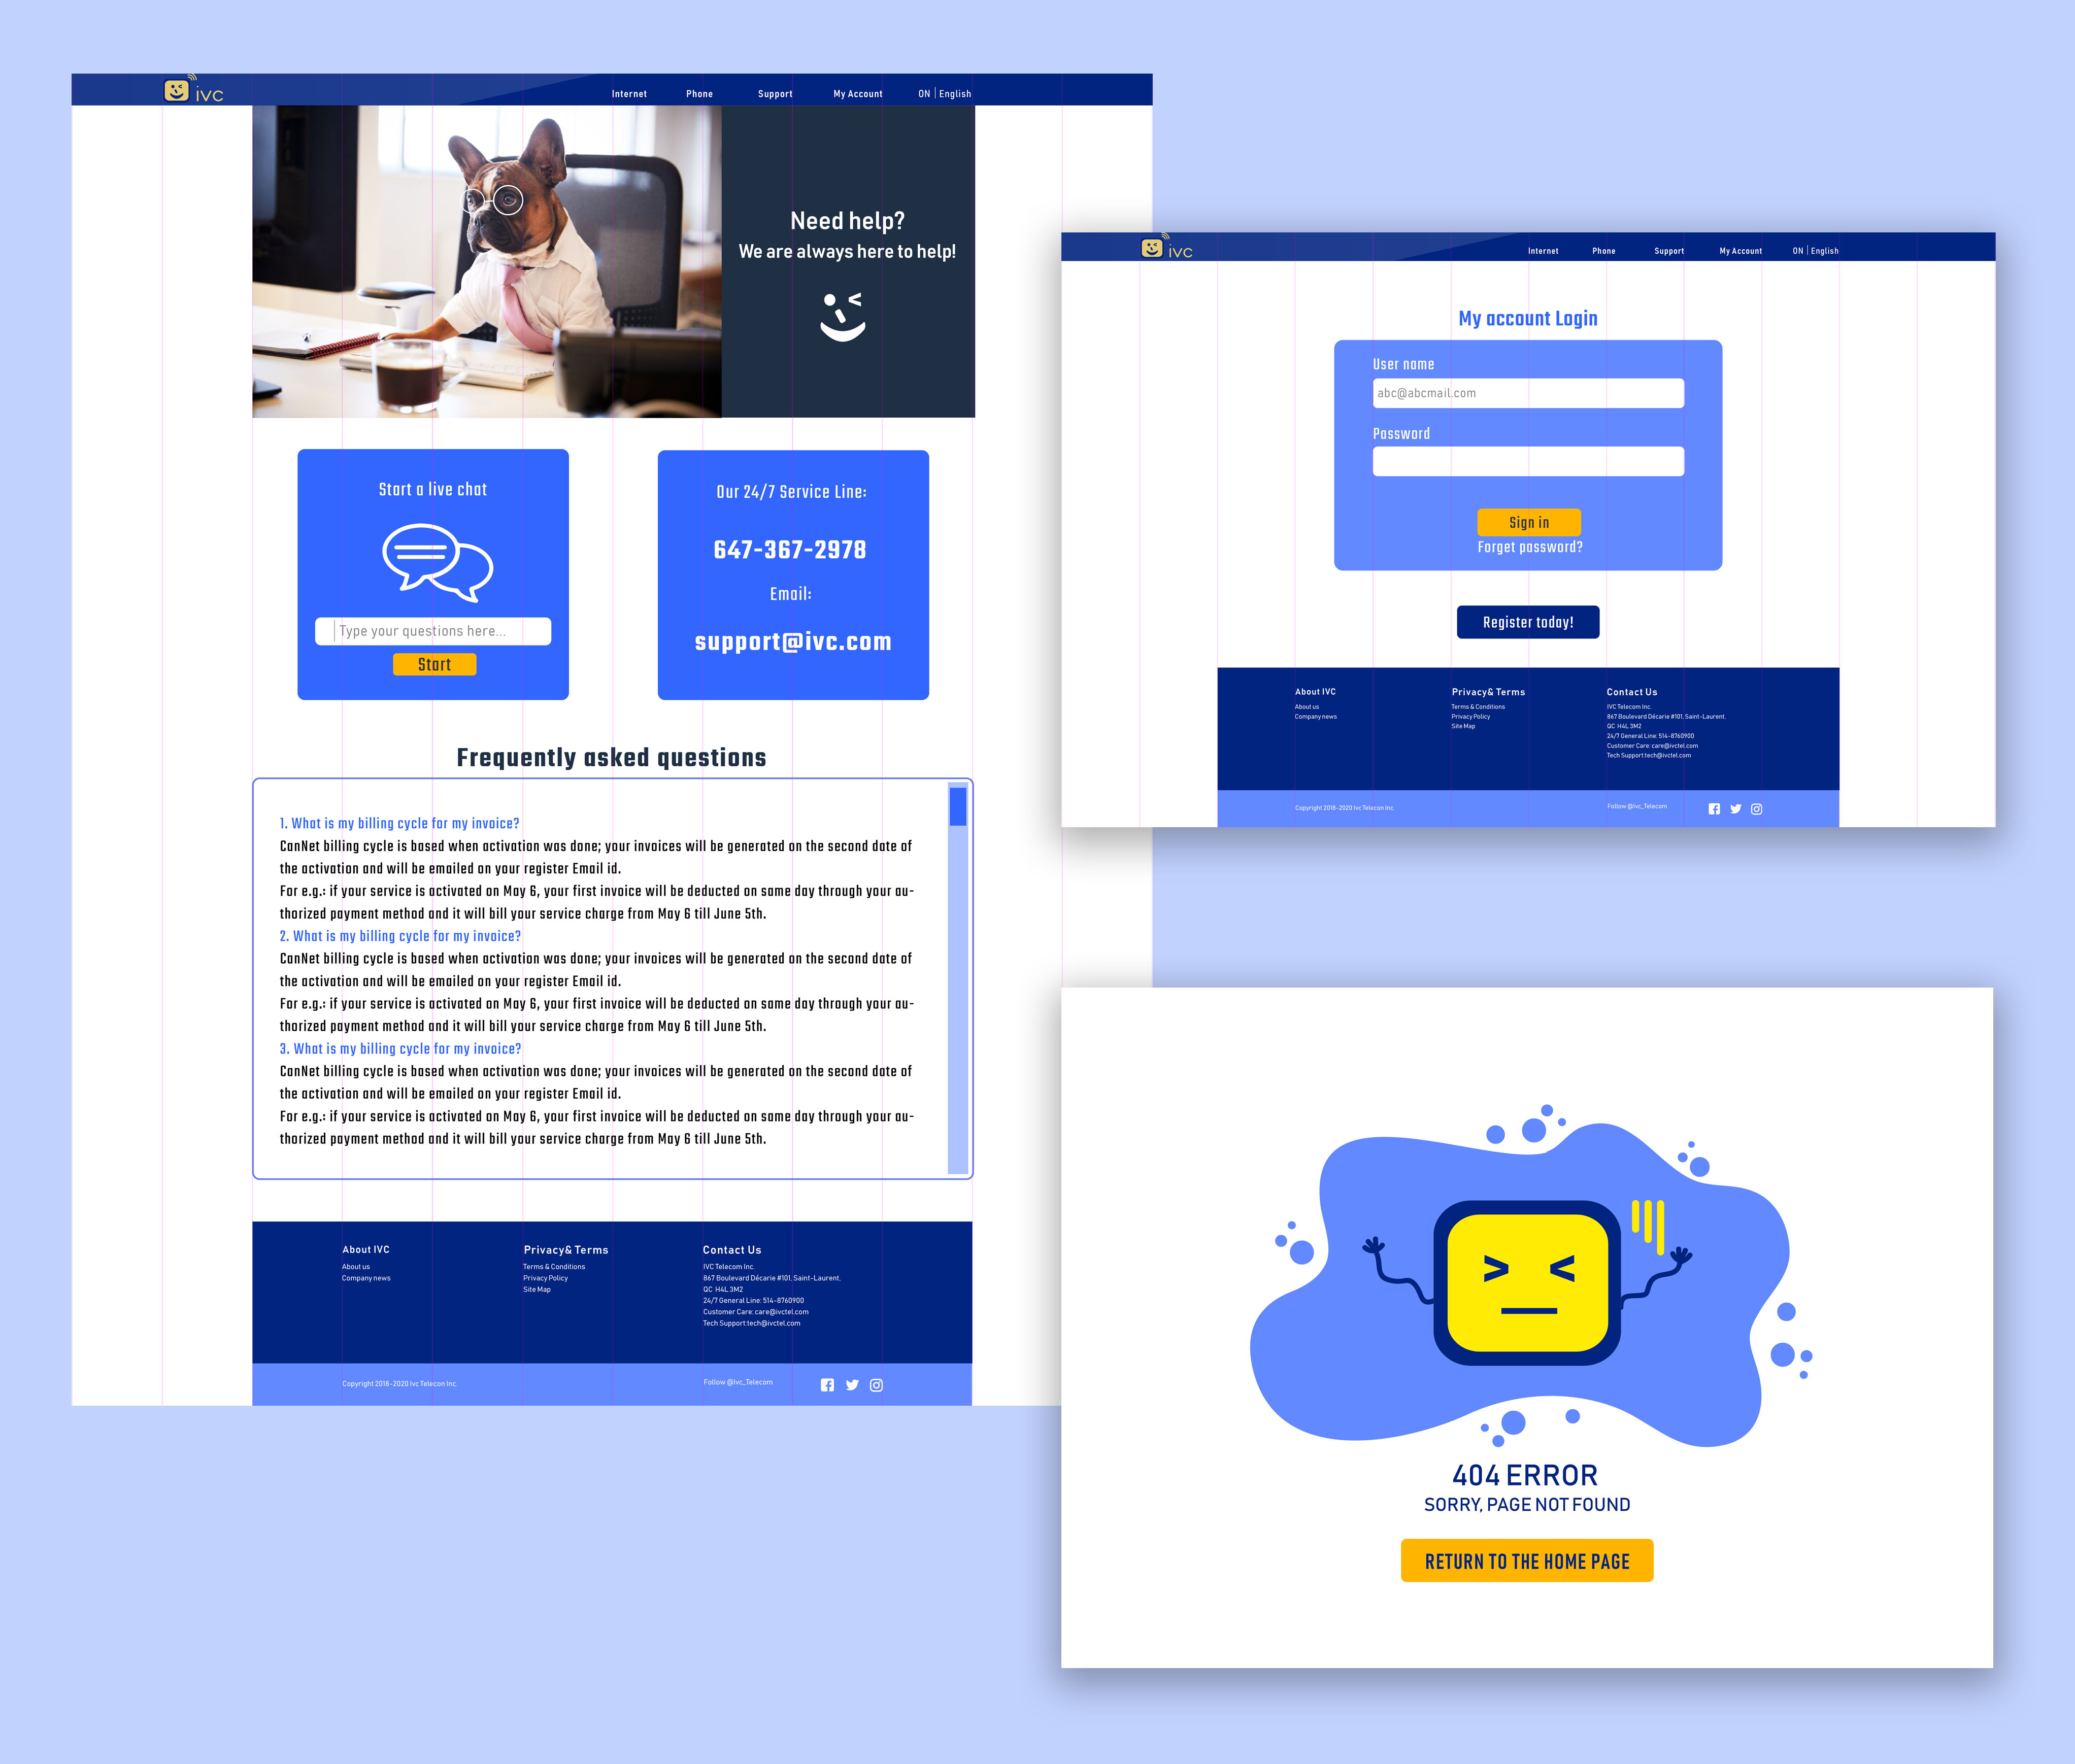 ivc
Internet Phone Support My Account ON | English
Need help?
We are always here to help!
Start a live chat
Type your questions here...
Start
Our 24/7 Service Line:
647-367-2978
Email:
support@ivc.com
Frequently asked questions
1. What is my billing cycle for my invoice?
CanNet billing cycle is based when activation was done; your invoices will be generated on the second date of
the activation and will be emailed on your register Email id.
For e.g.: if your service is activated on May 6, your first invoice will be deducted on same day through your au-
thorized payment method and it will bill your service charge from May 6 till June 5th.
2. What is my billing cycle for my invoice?
CanNet billing cycle is based when activation was done; your invoices will be generated on the second date of
the activation and will be emailed on your register Email id.
For e.g.: if your service is activated on May 6, your first invoice will be deducted on same day through your au-
thorized payment method and it will bill your service charge from May 6 till June 5th.
3. What is my billing cycle for my invoice?
CanNet billing cycle is based when activation was done; your invoices will be generated on the second date of
the activation and will be emailed on your register Email id.
For e.g.: if your service is activated on May 6, your first invoice will be deducted on same day through your au-
thorized payment method and it will bill your service charge from May 6 till June 5th.
About IVC
About us
Company news
Privacy& Terms
Terms & Conditions
Privacy Policy
Site Map
Contact Us
IVC Telecom Inc.
867 Boulevard Décarie #101, Saint-Laurent,
QC H4L 3M2
24/7 General Line: 514-8760900
Customer Care: care@ivctel.com
Tech Support:tech@ivctel.com
Copyright 2018-2020 Ivc Telecon Inc.
Follow @Ivc_Telecom
ivc
Internet Phone Support My Account ON | English
My account Login
User name
abc@abcmail.com
Password
Sign in
Forget password?
Register today!
About IVC
About us
Company news
Privacy& Terms
Terms & Conditions
Privacy Policy
Site Map
Contact Us
IVC Telecom Inc.
867 Boulevard Décarie #101, Saint-Laurent,
QC H4L 3M2
24/7 General Line: 514-8760900
Customer Care: care@ivctel.com
Tech Support:tech@ivctel.com
Copyright 2018-2020 Ivc Telecon Inc.
Follow @Ivc_Telecom
404 ERROR
SORRY, PAGE NOT FOUND
RETURN TO THE HOME PAGE